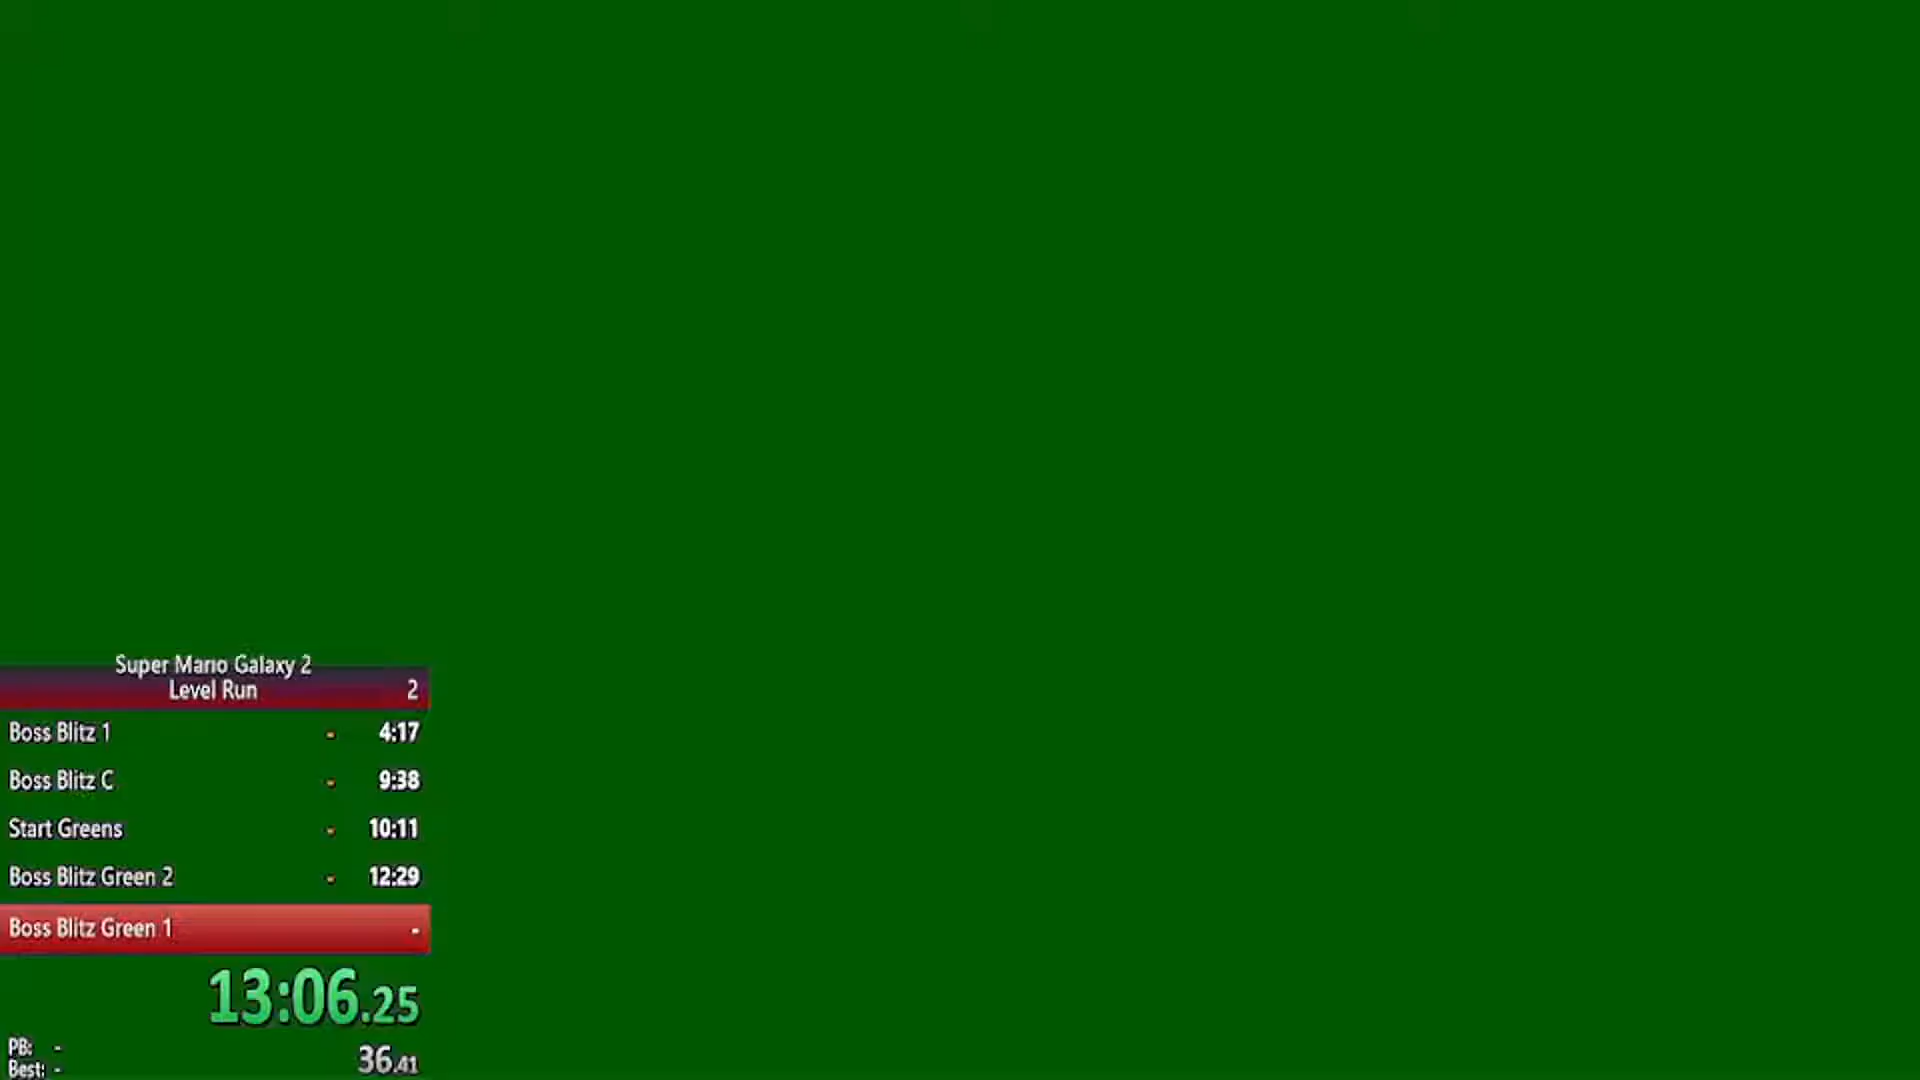 Super Mario Galaxy 2
Level Run 2
Boss Blitz 1 - 4:17
Boss Blitz C - 9:38
Start Greens - 10:11
Boss Blitz Green 2 - 12:29
Boss Blitz Green 1 -
13:06.25
PB: -
36.41
Best: -